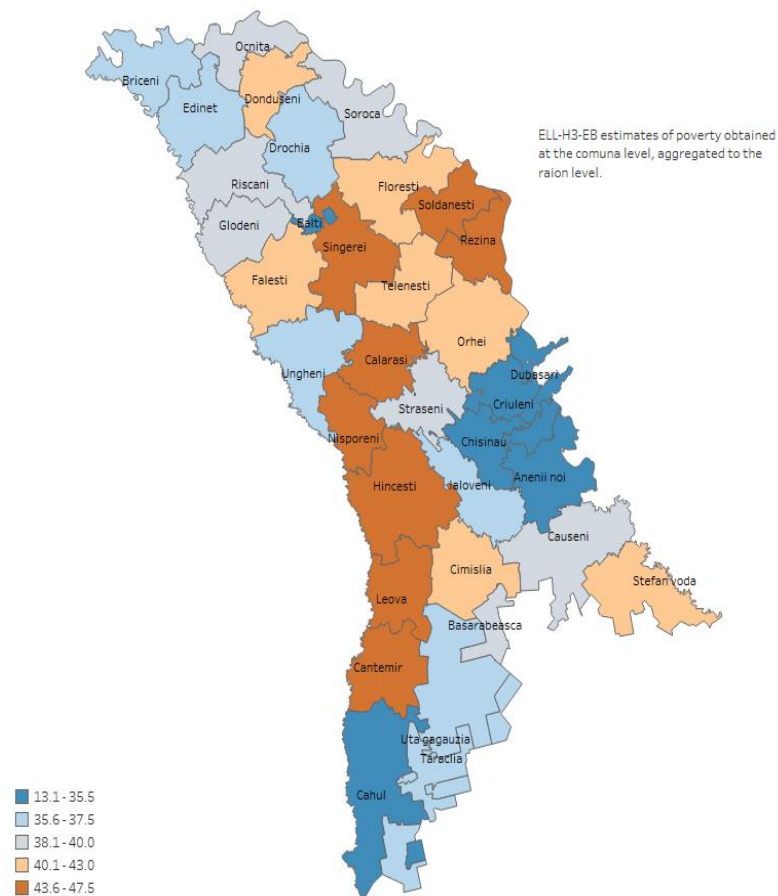 Ocnita
Briceni
Donduseni
Edinet
Soroca
ELL-H3-EB estimates of poverty obtained
at the comuna level, aggregated to the
raion level.
Drochia
Riscani
Floresti
Soldanesti
Glodeni
Balti
Rezina
Singerei
Falesti
Telenesti
Orhei
Ungheni
Calarasi
Dubasari
Straseni
Criuleni
Nisporeni
Chisinau
Hincesti
Ialoveni
Anenii noi
Causeni
Cimislia
Stefan voda
Leova
Basarabeasca
Cantemir
Uta gagauzia
Taraclia
Cahul
13.1 - 35.5
35.6 - 37.5
38.1 - 40.0
40.1 - 43.0
43.6 - 47.5